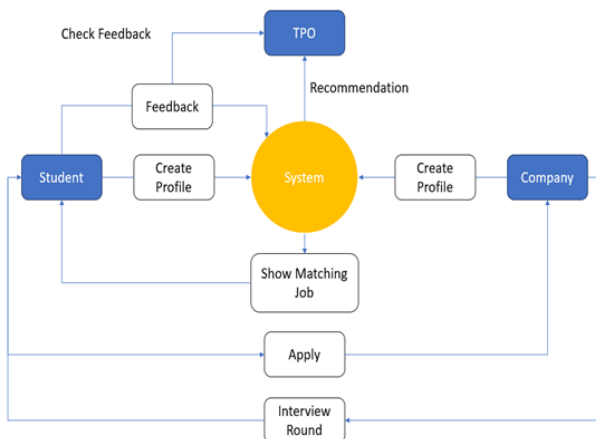 Check Feedback
TPO
Recommendation
Feedback
Student
Create
Profile
System
Create
Profile
Company
Show Matching
Job
Apply
Interview
Round